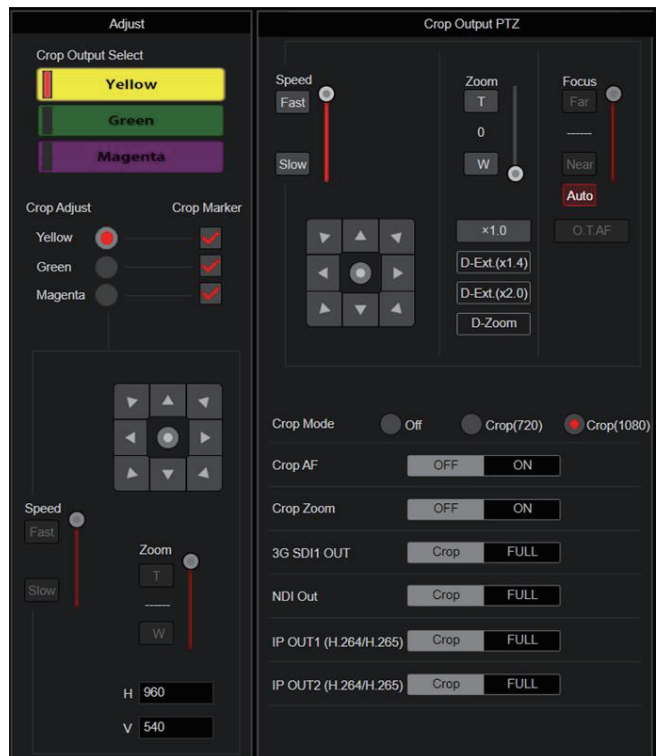 Adjust
Crop Output Select
Yellow
Green
Magenta
Crop Adjust Crop Marker
Yellow
Green
Magenta
Speed
Fast
Slow
Zoom
T
------
W
H 960
V 540
Crop Output PTZ
Speed
Fast
Slow
Zoom
T
0
W
Focus
Far
------
Near
Auto
×1.0
O.T.AF
D-Ext.(x1.4)
D-Ext.(x2.0)
D-Zoom
Crop Mode Off Crop(720) Crop(1080)
Crop AF OFF ON
Crop Zoom OFF ON
3G SDI1 OUT Crop FULL
NDI Out Crop FULL
IP OUT1 (H.264/H.265) Crop FULL
IP OUT2 (H.264/H.265) Crop FULL